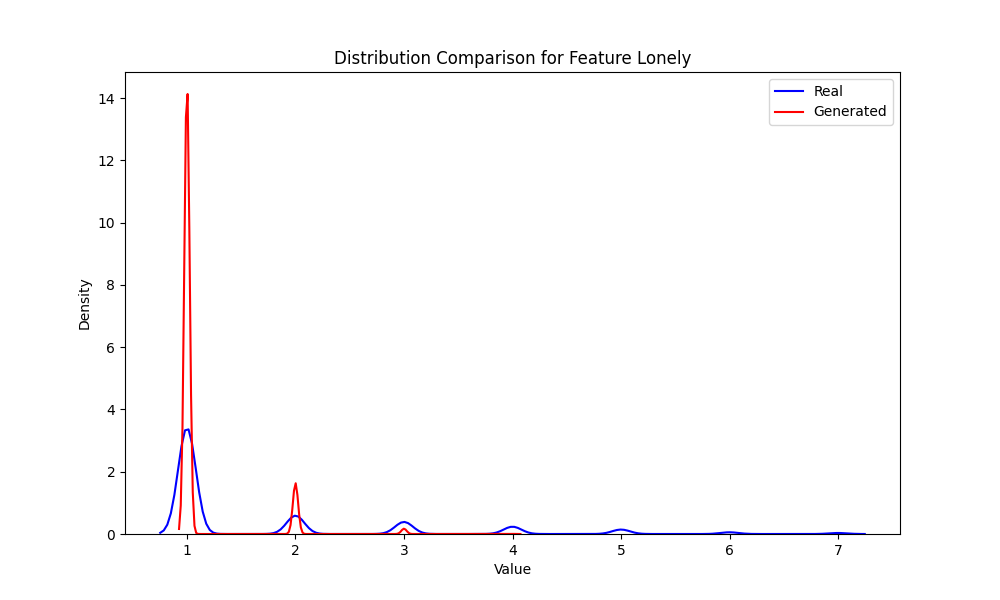 Distribution Comparison for Feature Lonely
Real
Generated
14
12
10
8
6
4
2
0
Density
1 2 3 4 5 6 7
Value